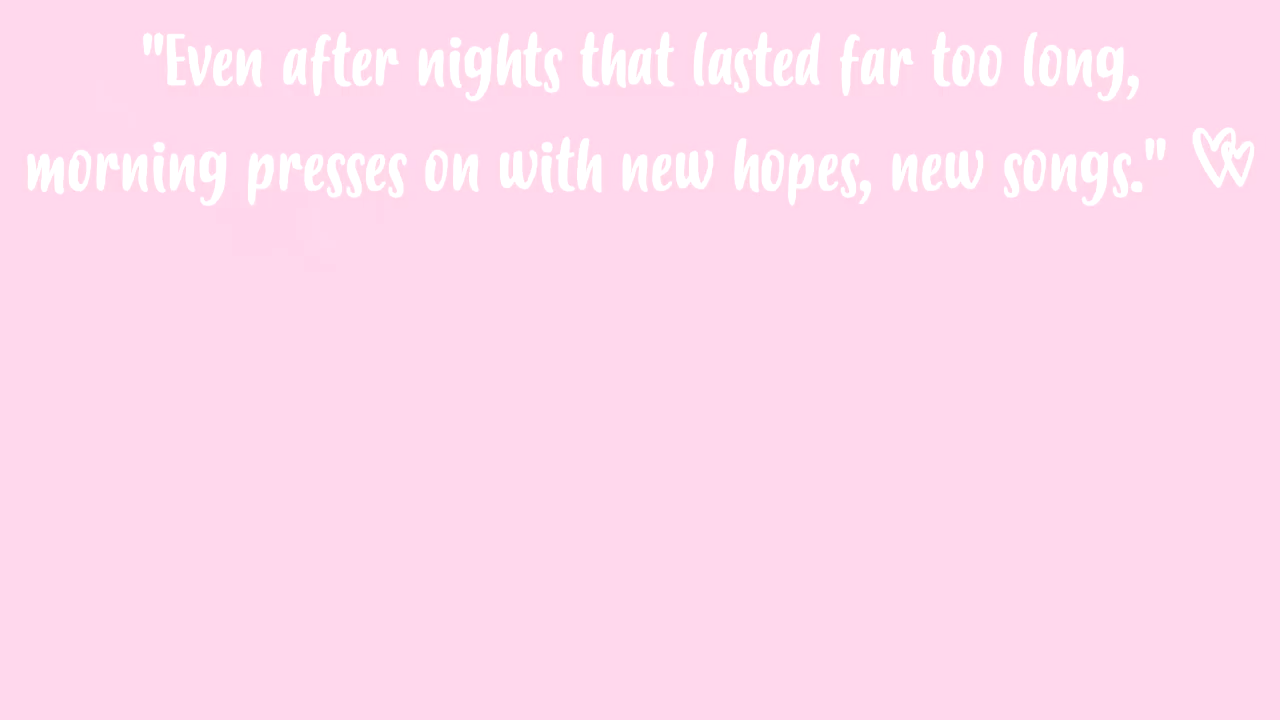 "Even after nights that lasted far too long,
morning presses on with new hopes, new songs."